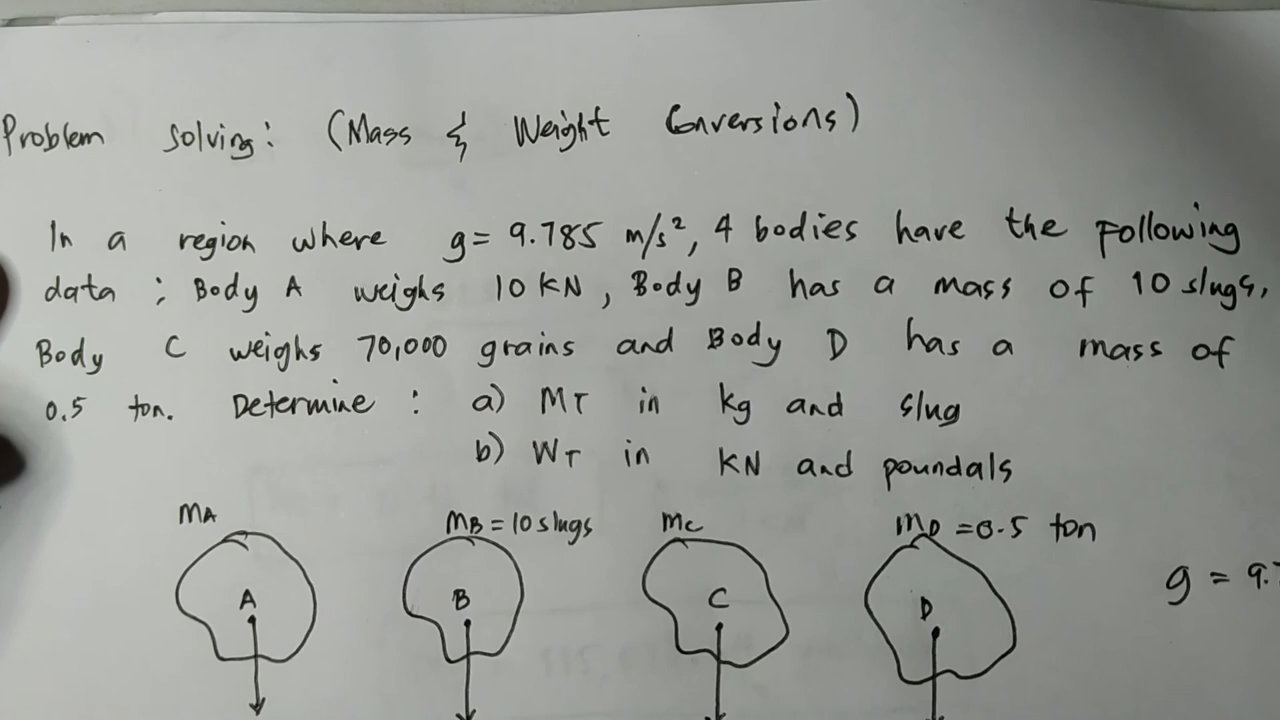 Problem Solving: (Mass & Weight Conversions)
In a region where g = 9.785 m/s², 4 bodies have the following
data ; Body A weighs 10 KN, Body B has a mass of 10 slugs,
Body C weighs 70,000 grains and Body D has a mass of
0.5 ton. Determine : a) MT in kg and slug
b) WT in KN and poundals
MA MB = 10 slugs MC MD = 0.5 ton
A B C D g = 9.